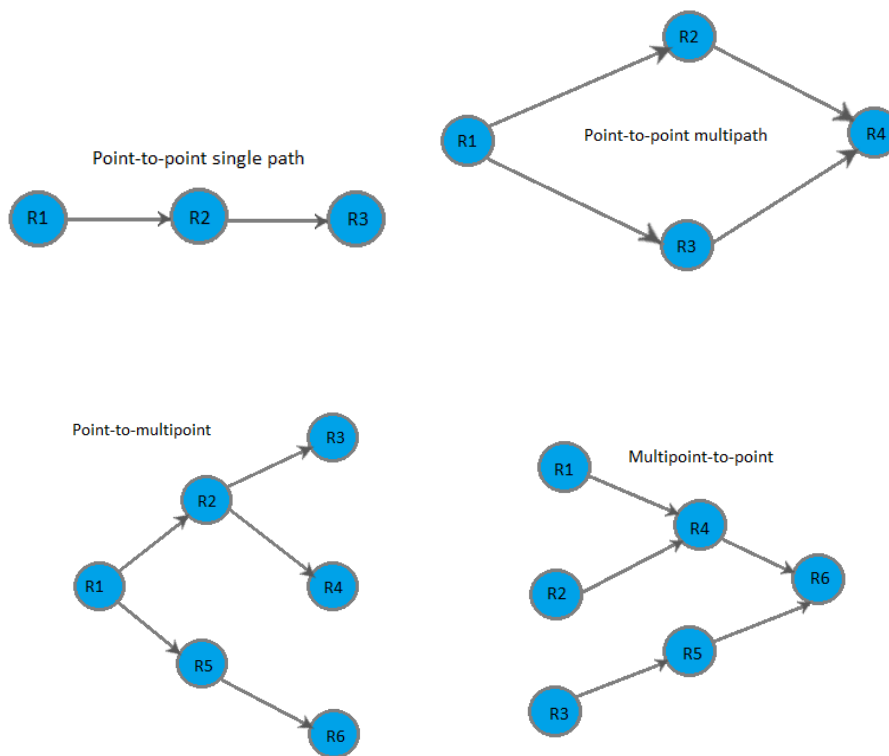 Point-to-point single path
R1
R2
R3
R2
R1
Point-to-point multipath
R4
R3
Point-to-multipoint
R3
R2
R1
R4
R5
R6
Multipoint-to-point
R1
R4
R6
R2
R5
R3